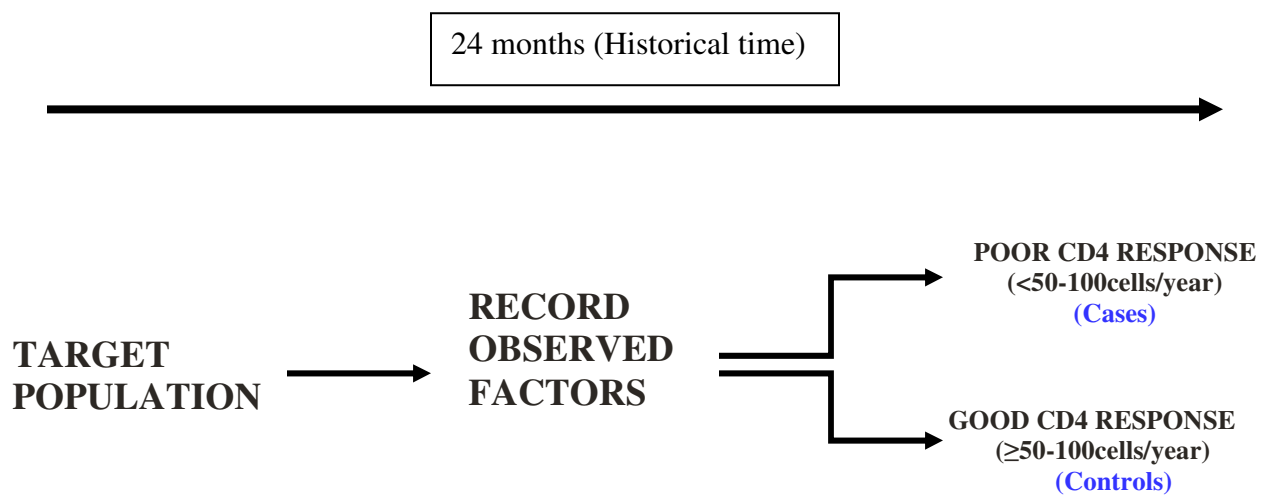 24 months (Historical time)
TARGET
POPULATION
RECORD
OBSERVED
FACTORS
POOR CD4 RESPONSE
(<50-100cells/year)
(Cases)
GOOD CD4 RESPONSE
(≥50-100cells/year)
(Controls)